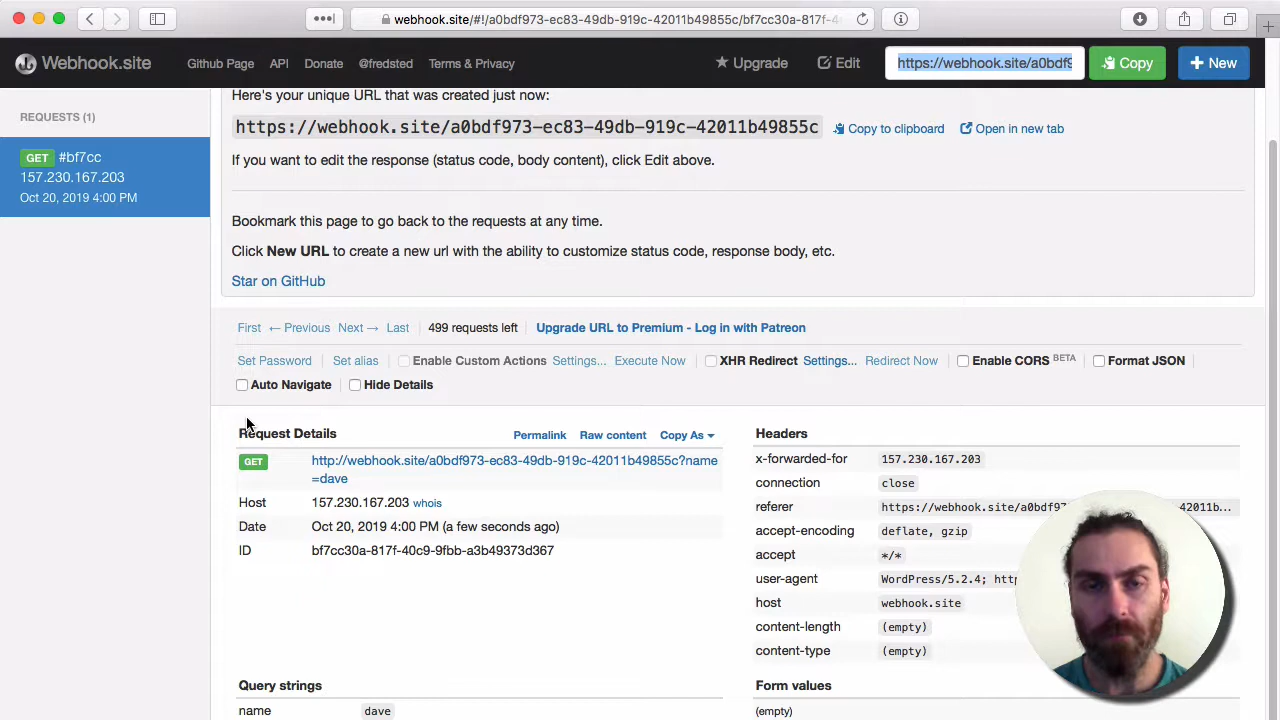 webhook.site/#!/a0bdf973-ec83-49db-919c-42011b49855c/bf7cc30a-817f-4
Webhook.site Github Page API @fredsted Donate Terms & Privacy Upgrade Edit https://webhook.site/a0bdf9 Copy New
REQUESTS (1)
GET #bf7cc
157.230.167.203
Oct 20, 2019 4:00 PM
Here's your unique URL that was created just now:
https://webhook.site/a0bdf973-ec83-49db-919c-42011b49855c Copy to clipboard Open in new tab
If you want to edit the response (status code, body content), click Edit above.
Bookmark this page to go back to the requests at any time.
Click New URL to create a new url with the ability to customize status code, response body, etc.
Star on GitHub
First ← Previous Next → Last 499 requests left Upgrade URL to Premium - Log in with Patreon
Set Password Set alias Enable Custom Actions Settings... Execute Now XHR Redirect Settings... Redirect Now Enable CORS BETA Format JSON
Auto Navigate Hide Details
Request Details Permalink Raw content Copy As
GET http://webhook.site/a0bdf973-ec83-49db-919c-42011b49855c?name
=dave
Host 157.230.167.203 whois
Date Oct 20, 2019 4:00 PM (a few seconds ago)
ID bf7cc30a-817f-40c9-9fbb-a3b49373d367
Headers
x-forwarded-for 157.230.167.203
connection close
referer https://webhook.site/a0bdf 42011b...
accept-encoding deflate, gzip
accept */*
user-agent WordPress/5.2.4;
host webhook.site
content-length (empty)
content-type (empty)
Query strings
name dave
Form values
(empty)